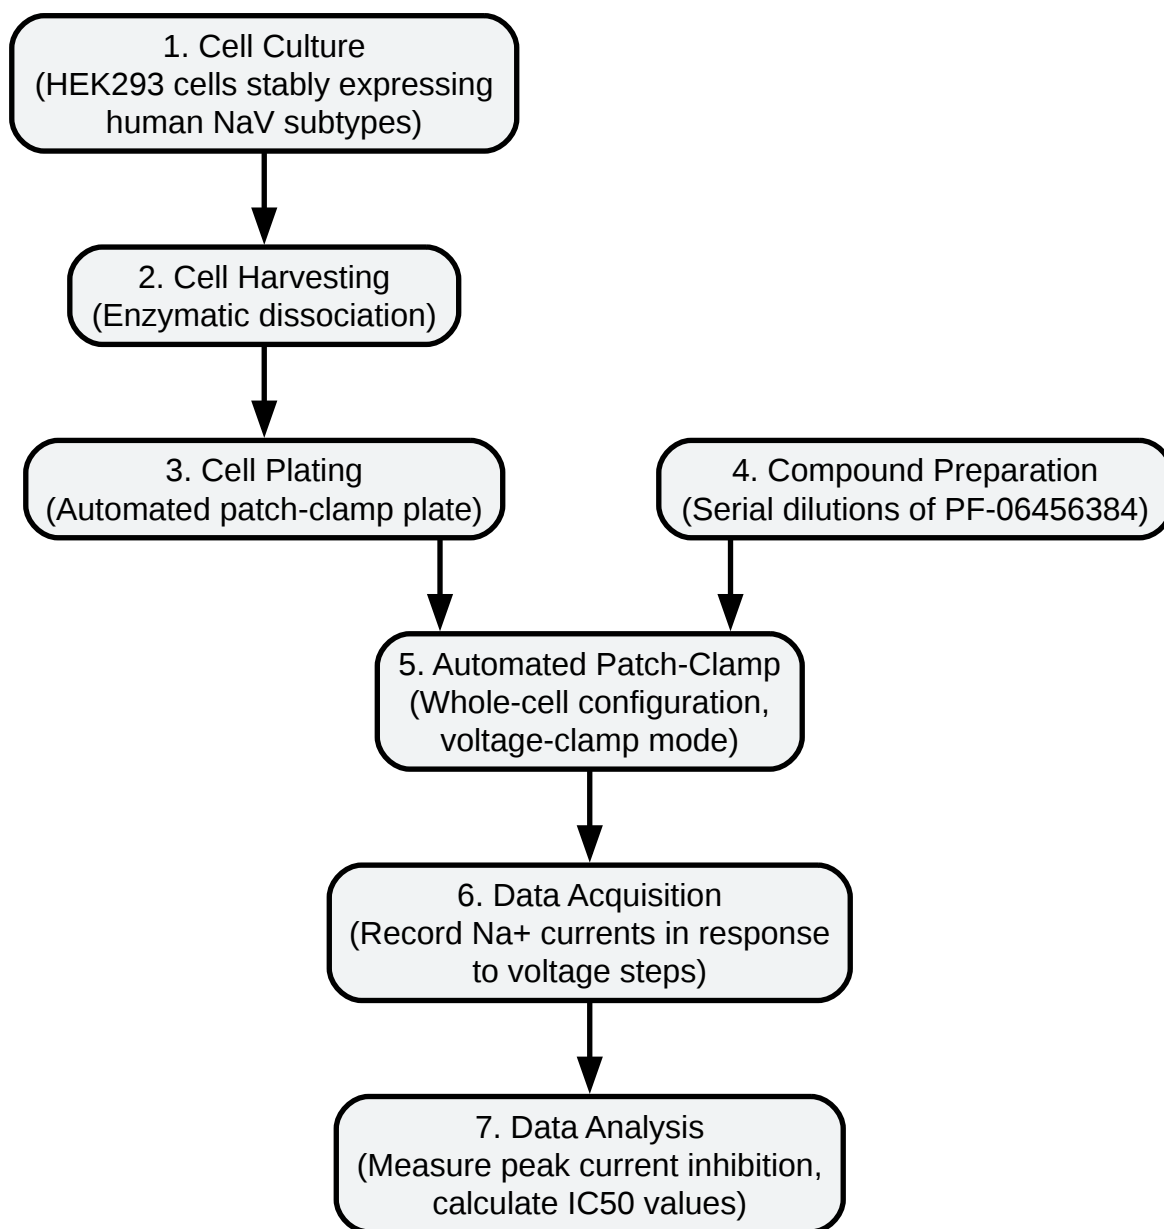 1. Cell Culture
(HEK293 cells stably expressing
human NaV subtypes)
2. Cell Harvesting
(Enzymatic dissociation)
3. Cell Plating
(Automated patch-clamp plate)
4. Compound Preparation
(Serial dilutions of PF-06456384)
5. Automated Patch-Clamp
(Whole-cell configuration,
voltage-clamp mode)
6. Data Acquisition
(Record Na+ currents in response
to voltage steps)
7. Data Analysis
(Measure peak current inhibition,
calculate IC50 values)